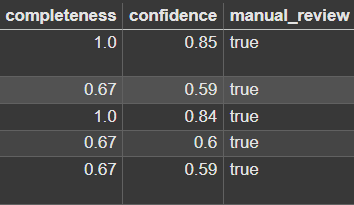 completeness confidence manual_review
1.0 0.85 true
0.67 0.59 true
1.0 0.84 true
0.67 0.6 true
0.67 0.59 true